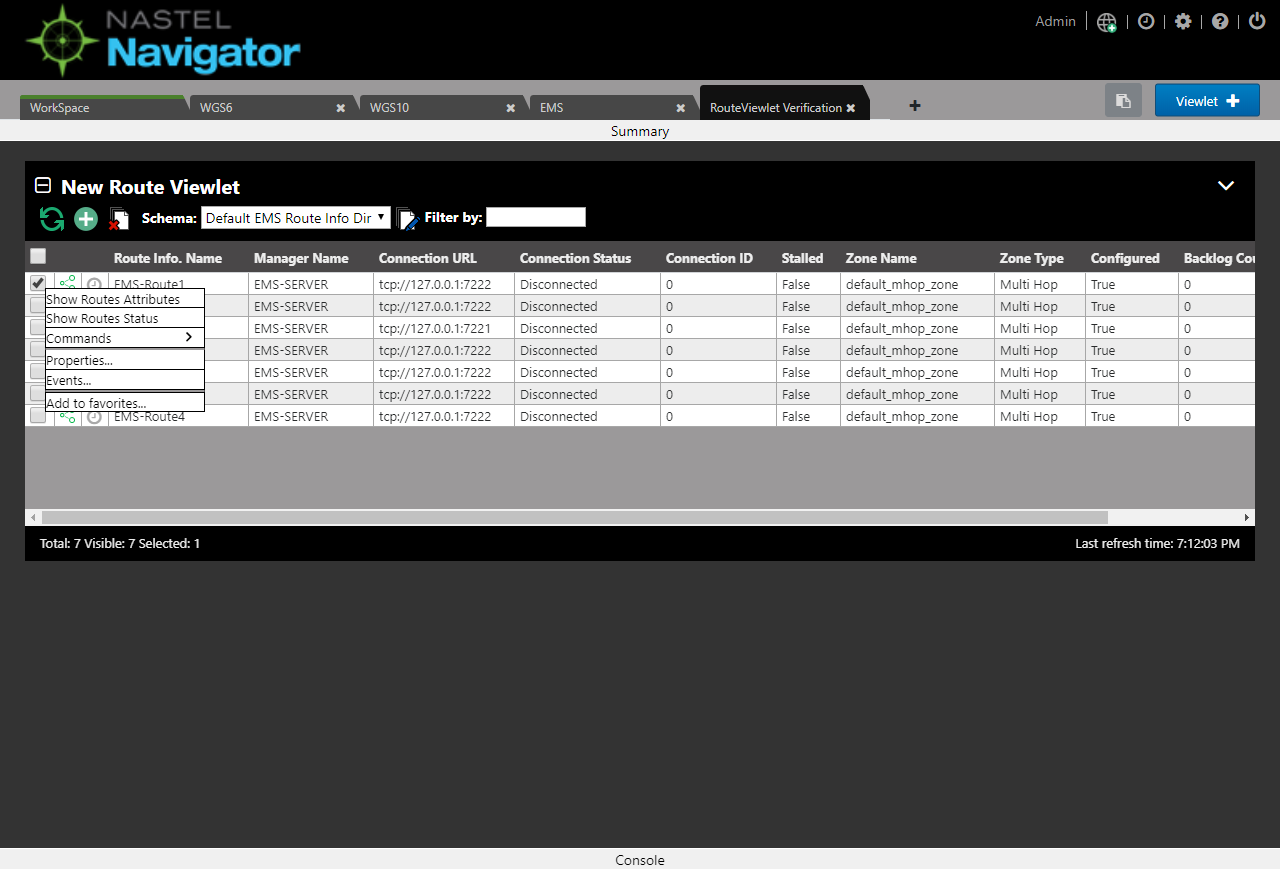 NASTEL
Navigator
Admin
WorkSpace WGS6 WGS10 EMS RouteViewlet Verification
Viewlet
Summary
New Route Viewlet
Schema: Default EMS Route Info Dir Filter by:
Route Info. Name Manager Name Connection URL Connection Status Connection ID Stalled Zone Name Zone Type Configured Backlog Cou
EMS-Route1 EMS-SERVER tcp://127.0.0.1:7222 Disconnected 0 False default_mhop_zone Multi Hop True 0
Show Routes Attributes
EMS-SERVER tcp://127.0.0.1:7222 Disconnected 0 False default_mhop_zone Multi Hop True 0
Show Routes Status
EMS-SERVER tcp://127.0.0.1:7221 Disconnected 0 False default_mhop_zone Multi Hop True 0
Commands
EMS-SERVER tcp://127.0.0.1:7222 Disconnected 0 False default_mhop_zone Multi Hop True 0
Properties...
EMS-SERVER tcp://127.0.0.1:7222 Disconnected 0 False default_mhop_zone Multi Hop True 0
Events...
EMS-SERVER tcp://127.0.0.1:7222 Disconnected 0 False default_mhop_zone Multi Hop True 0
Add to favorites...
EMS-Route4 EMS-SERVER tcp://127.0.0.1:7222 Disconnected 0 False default_mhop_zone Multi Hop True 0
Total: 7 Visible: 7 Selected: 1
Last refresh time: 7:12:03 PM
Console